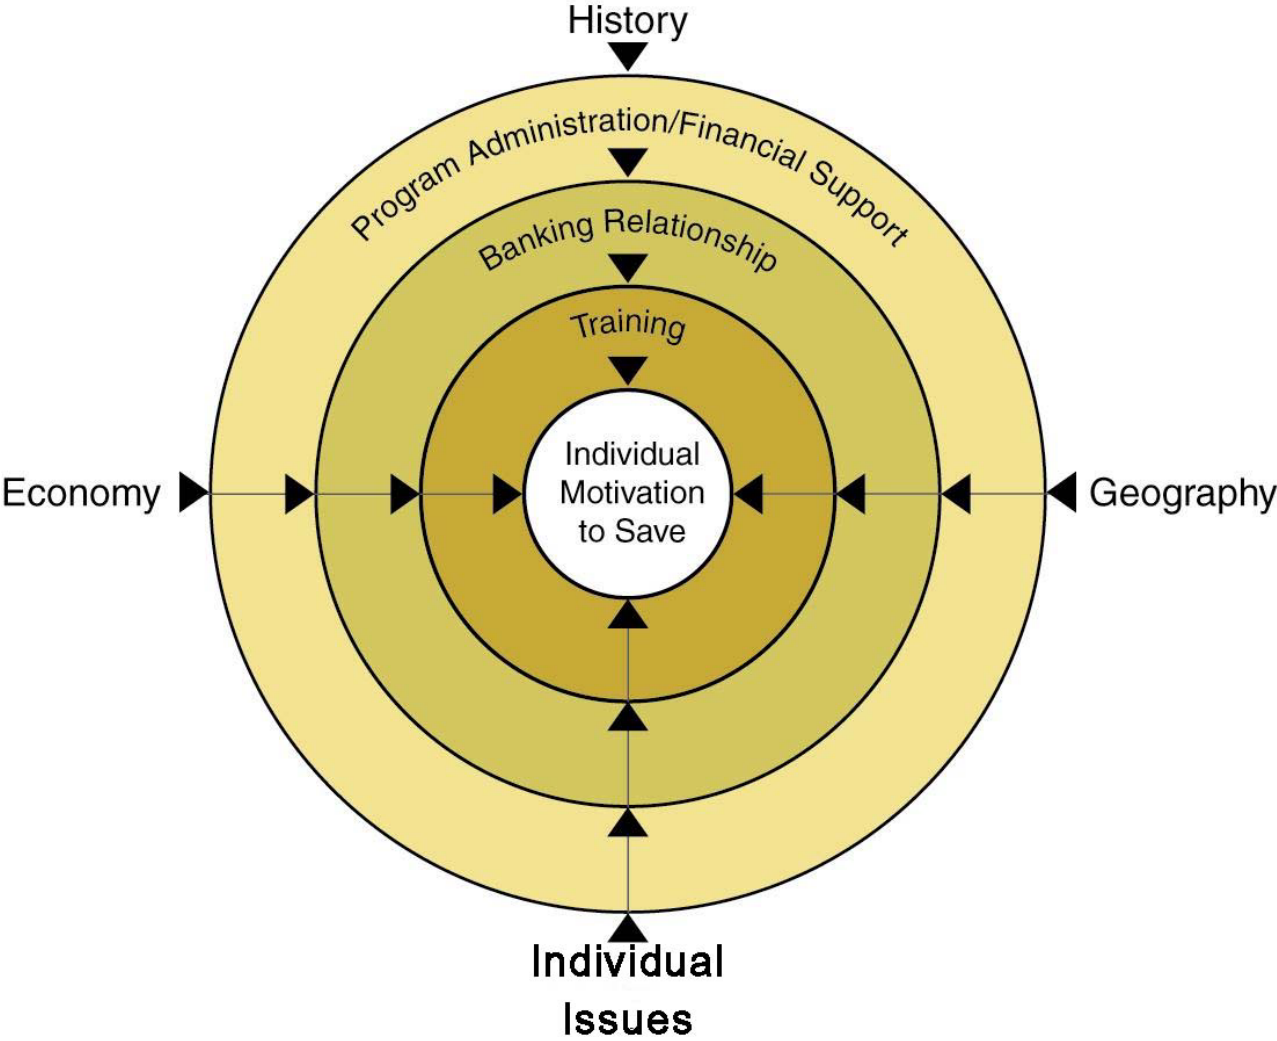 History
Program Administration/Financial Support
Banking Relationship
Training
Individual
Motivation
to Save
Economy
Geography
Individual
Issues